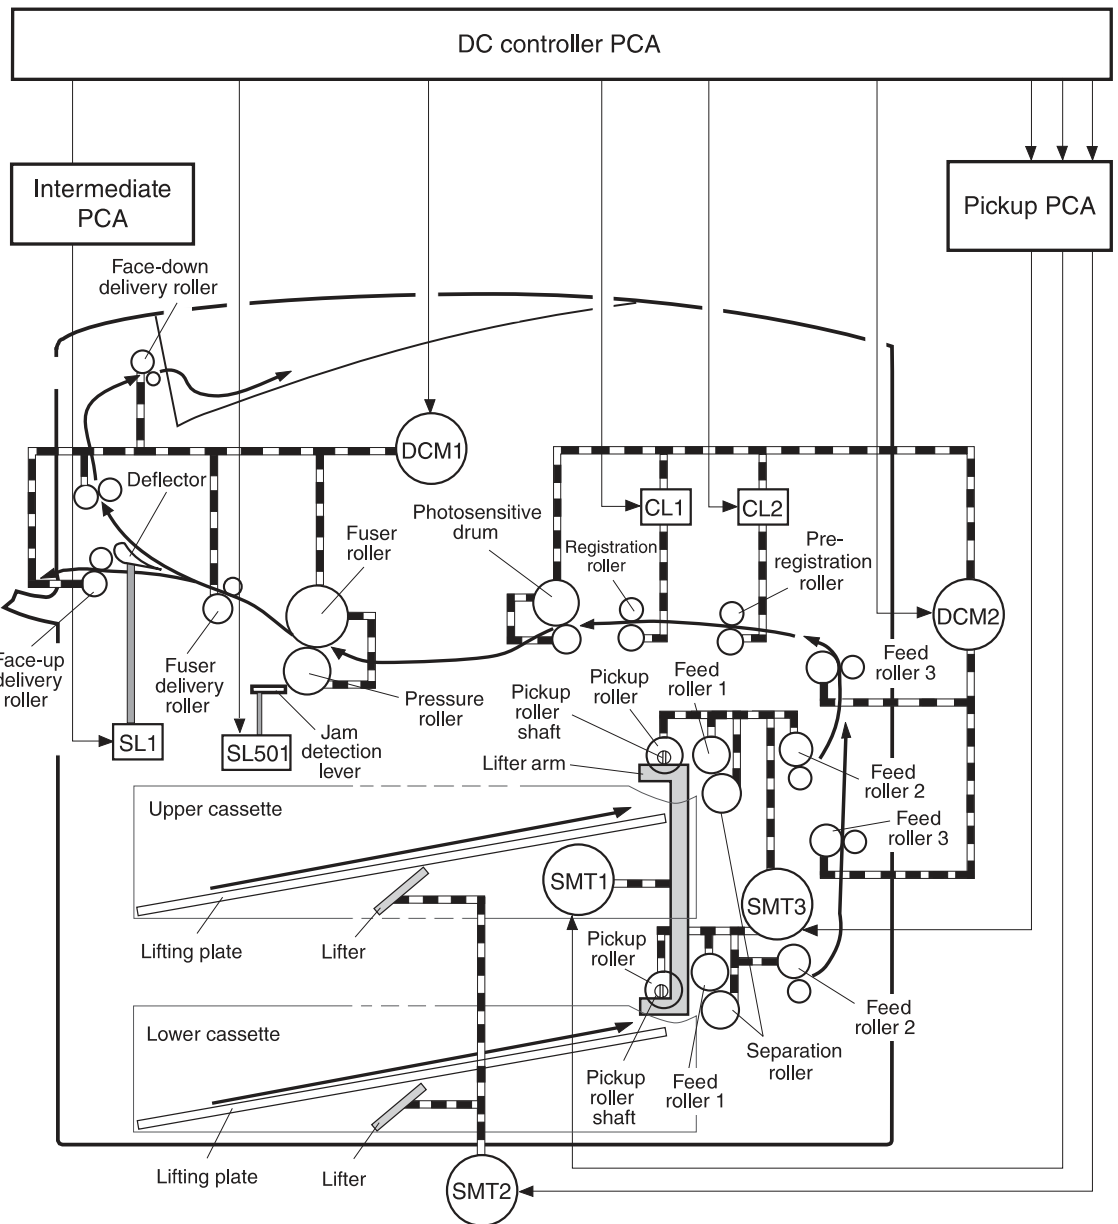 DC controller PCA
Intermediate
PCA
Pickup PCA
Face-down
delivery roller
DCM1
Deflector
Photosensitive
drum
CL1
CL2
Fuser
roller
Registration
roller
Pre-
registration
roller
DCM2
Face-up
delivery
roller
Fuser
delivery
roller
Pressure
roller
Pickup
roller
shaft
Pickup
roller
Feed
roller 1
Feed
roller 3
SL1
SL501
Jam
detection
lever
Lifter arm
Feed
roller 2
Upper cassette
Feed
roller 3
SMT1
SMT3
Lifting plate
Lifter
Pickup
roller
Feed
roller 2
Lower cassette
Separation
roller
Pickup
roller
shaft
Feed
roller 1
Lifting plate
Lifter
SMT2